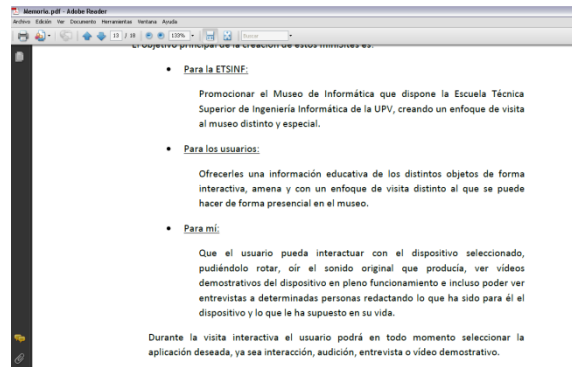 Memoria.pdf - Adobe Reader
Archivo Edición Ver Documento Herramientas Ventana Ayuda
13 / 18 139% Buscar
El objetivo principal de la creación de estos minisites es:
• Para la ETSINF:
Promocionar el Museo de Informática que dispone la Escuela Técnica
Superior de Ingeniería Informática de la UPV, creando un enfoque de visita
al museo distinto y especial.
• Para los usuarios:
Ofrecerles una información educativa de los distintos objetos de forma
interactiva, amena y con un enfoque de visita distinto al que se puede
hacer de forma presencial en el museo.
• Para mí:
Que el usuario pueda interactuar con el dispositivo seleccionado,
pudiéndolo rotar, oír el sonido original que producía, ver vídeos
demostrativos del dispositivo en pleno funcionamiento e incluso poder ver
entrevistas a determinadas personas redactando lo que ha sido para él el
dispositivo y lo que le ha supuesto en su vida.
Durante la visita interactiva el usuario podrá en todo momento seleccionar la
aplicación deseada, ya sea interacción, audición, entrevista o vídeo demostrativo.